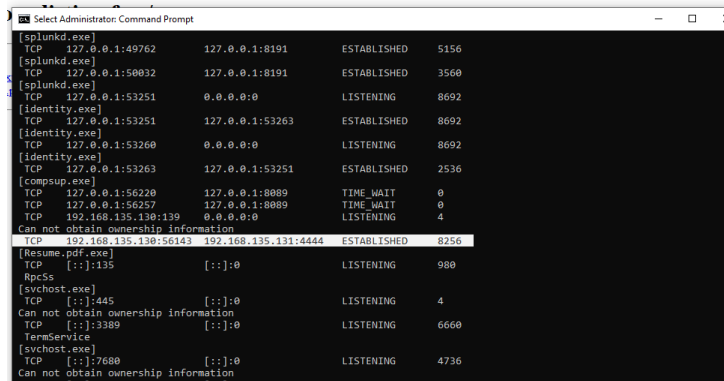 Select Administrator: Command Prompt
[splunkd.exe]
TCP 127.0.0.1:49762 127.0.0.1:8191 ESTABLISHED 5156
[splunkd.exe]
TCP 127.0.0.1:50032 127.0.0.1:8191 ESTABLISHED 3560
[splunkd.exe]
TCP 127.0.0.1:53251 0.0.0.0:0 LISTENING 8692
[identity.exe]
TCP 127.0.0.1:53251 127.0.0.1:53263 ESTABLISHED 8692
[identity.exe]
TCP 127.0.0.1:53260 0.0.0.0:0 LISTENING 8692
[identity.exe]
TCP 127.0.0.1:53263 127.0.0.1:53251 ESTABLISHED 2536
[compsup.exe]
TCP 127.0.0.1:56220 127.0.0.1:8089 TIME_WAIT 0
TCP 127.0.0.1:56257 127.0.0.1:8089 TIME_WAIT 0
TCP 192.168.135.130:139 0.0.0.0:0 LISTENING 4
Can not obtain ownership information
TCP 192.168.135.130:56143 192.168.135.131:4444 ESTABLISHED 8256
[Resume.pdf.exe]
TCP [::]:135 [::]:0 LISTENING 980
RpcSs
[svchost.exe]
TCP [::]:445 [::]:0 LISTENING 4
Can not obtain ownership information
TCP [::]:3389 [::]:0 LISTENING 6660
TermService
[svchost.exe]
TCP [::]:7680 [::]:0 LISTENING 4736
Can not obtain ownership information